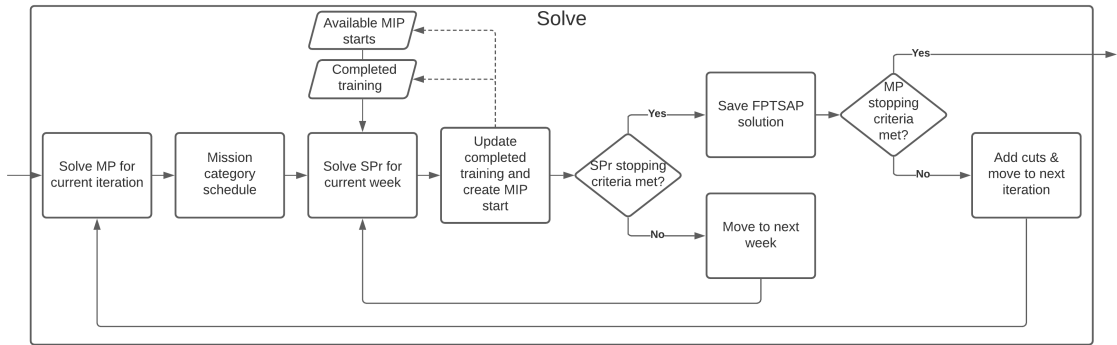 Solve
Available MIP
starts
Completed
training
Solve MP for
current iteration
Mission
category
schedule
Solve SPr for
current week
Update
completed
training and
create MIP
start
SPr stopping
criteria met?
Yes
No
Save FPTSAP
solution
Move to next
week
MP
stopping
criteria
met?
Yes
No
Add cuts &
move to next
iteration